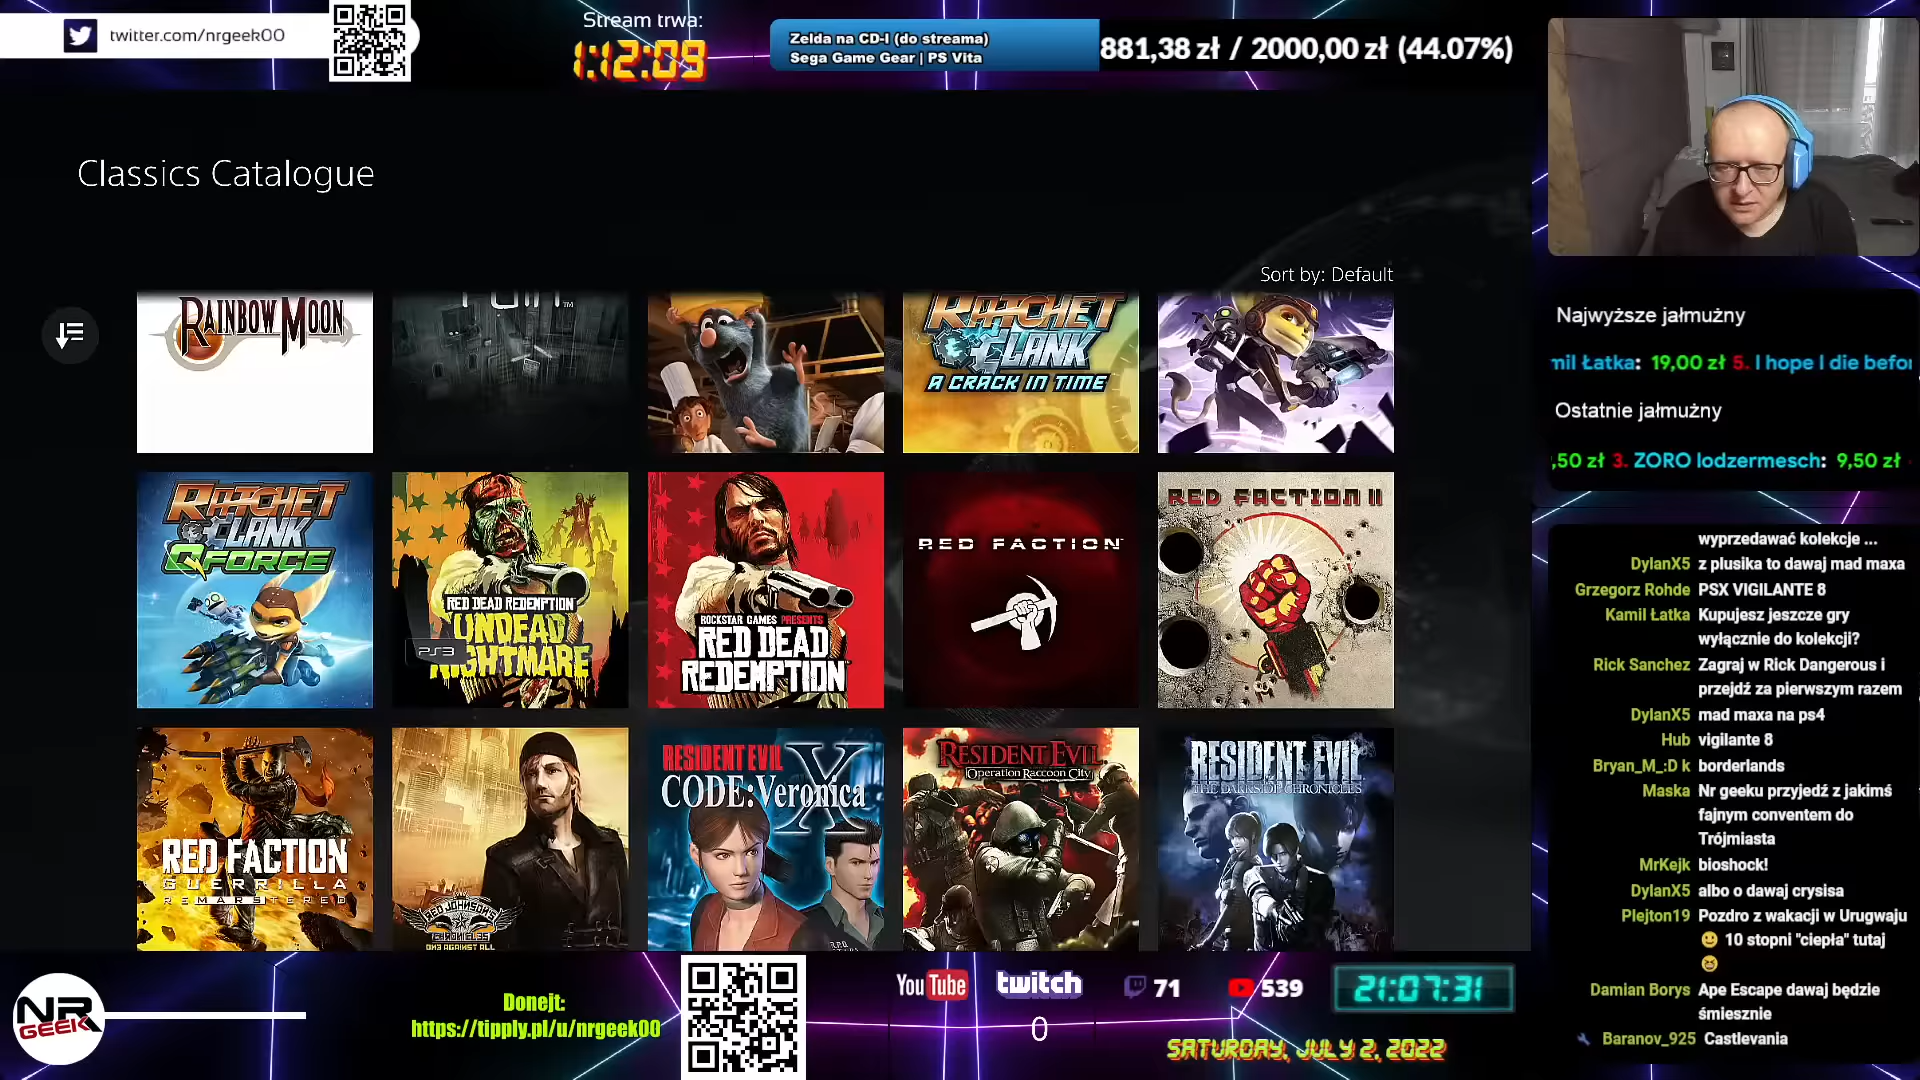 twitter.com/nrgeek00
Stream trwa:
1:12:09
Zelda na CD-I (do streama)
Sega Game Gear | PS Vita
881,38 zł / 2000,00 zł (44.07%)
Classics Catalogue
Sort by: Default
RAINBOW MOON
RATCHET
CLANK
A CRACK IN TIME
RATCHET
CLANK
QFORCE
RED DEAD REDEMPTION
UNDEAD
NIGHTMARE
PS3
ROCKSTAR GAMES PRESENTS
RED DEAD
REDEMPTION
RED FACTION
RED FACTION II
RED FACTION
GUERRILLA
REMARSTERED
RED JOHNSON'S
CHRONICLES
ONE AGAINST ALL
RESIDENT EVIL
CODE:Veronica
X
RESIDENT EVIL
Operation Raccoon City
RESIDENT EVIL
THE DARKSIDE CHRONICLES
Najwyższe jałmużny
mil Łatka: 19,00 zł 5. I hope I die befor
Ostatnie jałmużny
,50 zł 3. ZORO lodzermesch: 9,50 zł
wyprzedawać kolekcje ...
DylanX5 z plusika to dawaj mad maxa
Grzegorz Rohde PSX VIGILANTE 8
Kamil Łatka Kupujesz jeszcze gry
wyłącznie do kolekcji?
Rick Sanchez Zagraj w Rick Dangerous i
przejdź za pierwszym razem
DylanX5 mad maxa na ps4
Hub vigilante 8
Bryan_M_:D k borderlands
Maska Nr geeku przyjedź z jakimś
fajnym conventem do
Trójmiasta
MrKejk bioshock!
DylanX5 albo o dawaj crysisa
Plejton19 Pozdro z wakacji w Urugwaju
🙂 10 stopni "ciepła" tutaj
😆
Damian Borys Ape Escape dawaj będzie
śmiesznie
Baranov_925 Castlevania
NR
GEEK
Donejt:
https://tipply.pl/u/nrgeek00
YouTube
twitch
71
539
21:07:31
0
SATURDAY, JULY 2, 2022